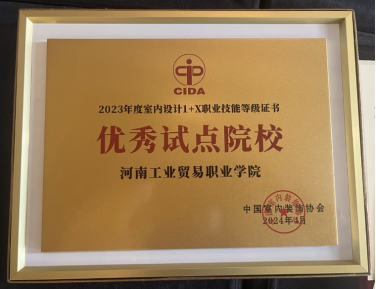 CIDA
2023年度室内设计1+X职业技能等级证书
优秀试点院校
河南工业贸易职业学院
中国室内装饰协会
2024年4月